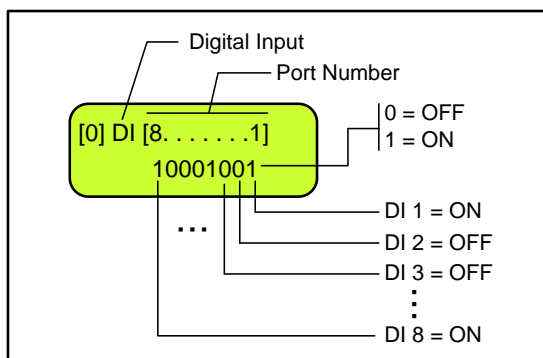 Digital Input
Port Number
[0] DI [8. . . . . . .1]
10001001
0 = OFF
1 = ON
...
DI 1 = ON
DI 2 = OFF
DI 3 = OFF
⋮
DI 8 = ON